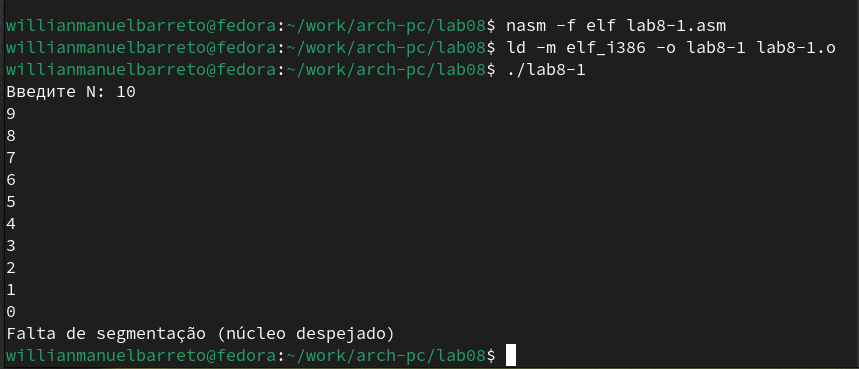 willianmanuelbarreto@fedora:~/work/arch-pc/lab08$ nasm -f elf lab8-1.asm
willianmanuelbarreto@fedora:~/work/arch-pc/lab08$ ld -m elf_i386 -o lab8-1 lab8-1.o
willianmanuelbarreto@fedora:~/work/arch-pc/lab08$ ./lab8-1
Введите N: 10
9
8
7
6
5
4
3
2
1
0
Falta de segmentação (núcleo despejado)
willianmanuelbarreto@fedora:~/work/arch-pc/lab08$